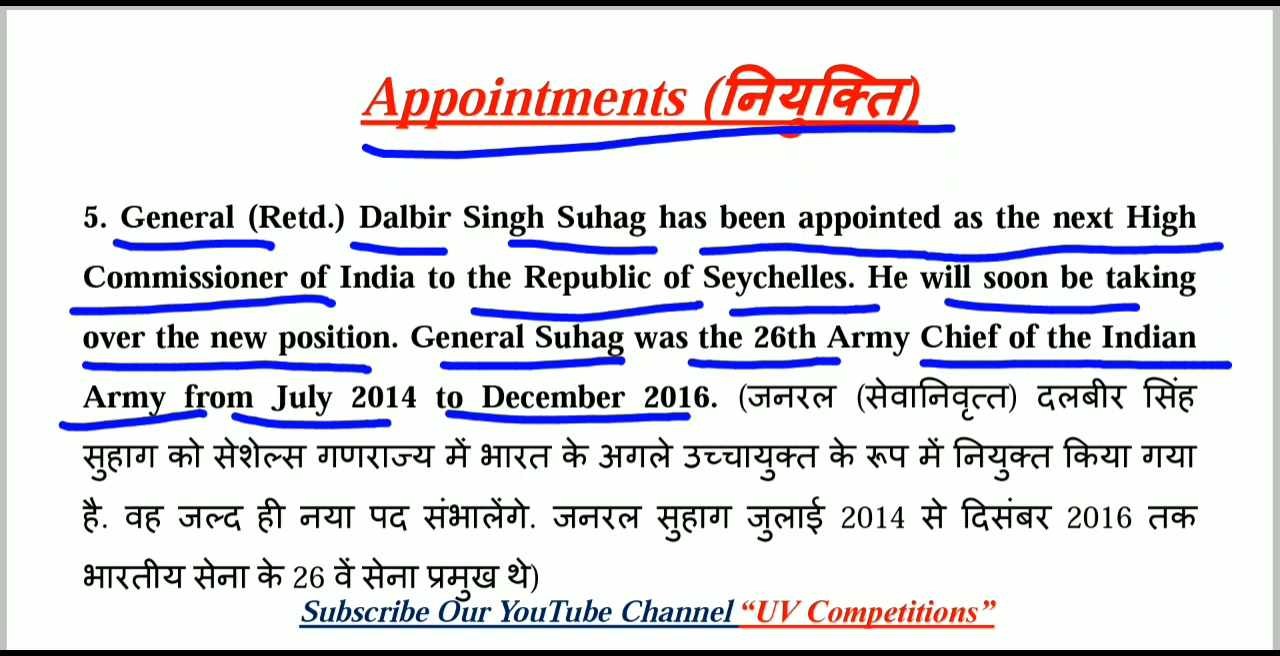 Appointments (नियुक्ति)
5. General (Retd.) Dalbir Singh Suhag has been appointed as the next High
Commissioner of India to the Republic of Seychelles. He will soon be taking
over the new position. General Suhag was the 26th Army Chief of the Indian
Army from July 2014 to December 2016. (जनरल (सेवानिवृत्त) दलबीर सिंह
सुहाग को सेशेल्स गणराज्य में भारत के अगले उच्चायुक्त के रूप में नियुक्त किया गया
है. वह जल्द ही नया पद संभालेंगे. जनरल सुहाग जुलाई 2014 से दिसंबर 2016 तक
भारतीय सेना के 26 वें सेना प्रमुख थे)
Subscribe Our YouTube Channel “UV Competitions”